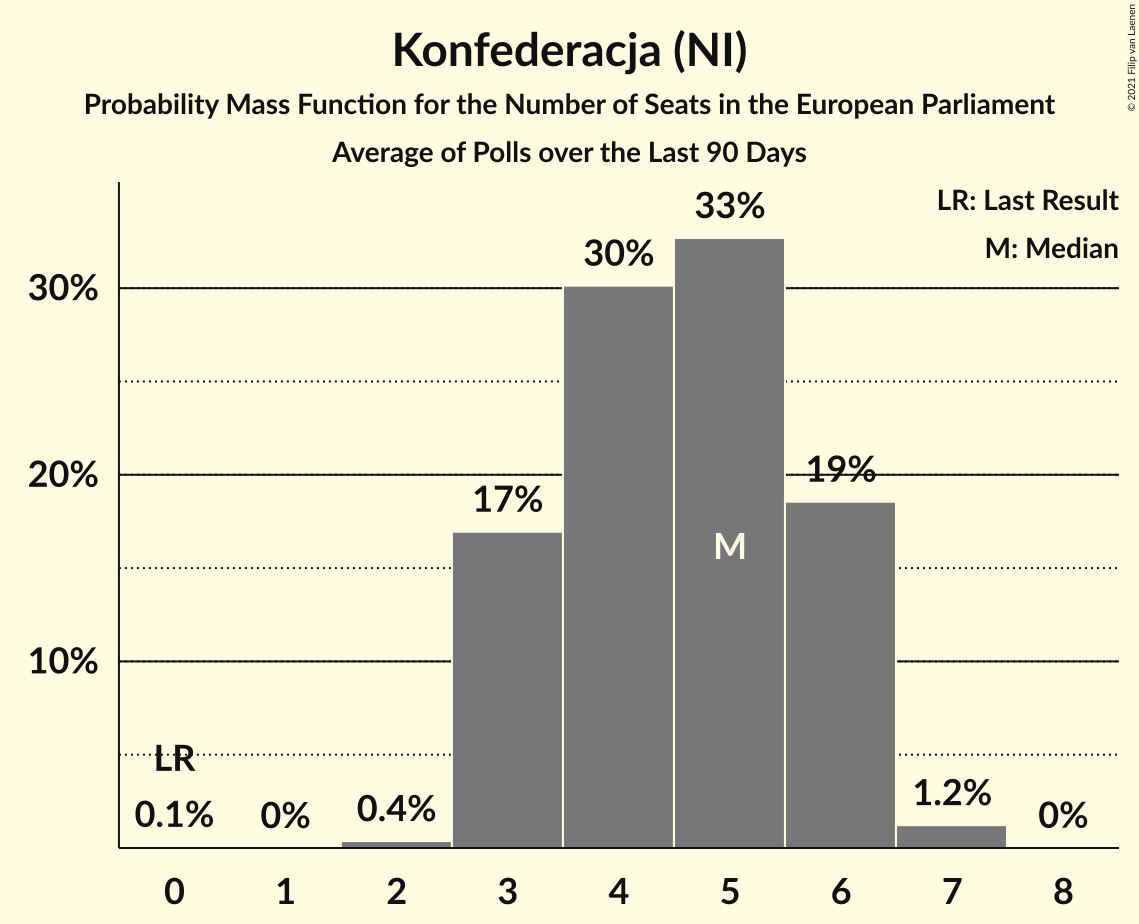 Konfederacja (NI)
Probability Mass Function for the Number of Seats in the European Parliament
Average of Polls over the Last 90 Days
© 2021 Filip van Laenen
LR: Last Result
M: Median
33%
30%
30%
20%
19%
17%
M
10%
LR
0.1%
0%
0.4%
1.2%
0%
0 1 2 3 4 5 6 7 8